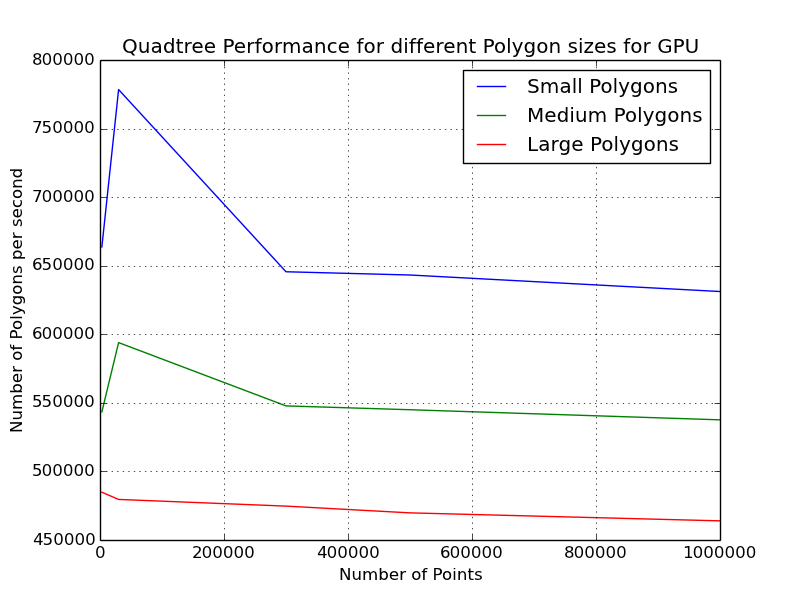 Quadtree Performance for different Polygon sizes for GPU
800000
750000
700000
650000
600000
550000
500000
450000
Number of Polygons per second
Small Polygons
Medium Polygons
Large Polygons
0
200000
400000
600000
800000
1000000
Number of Points